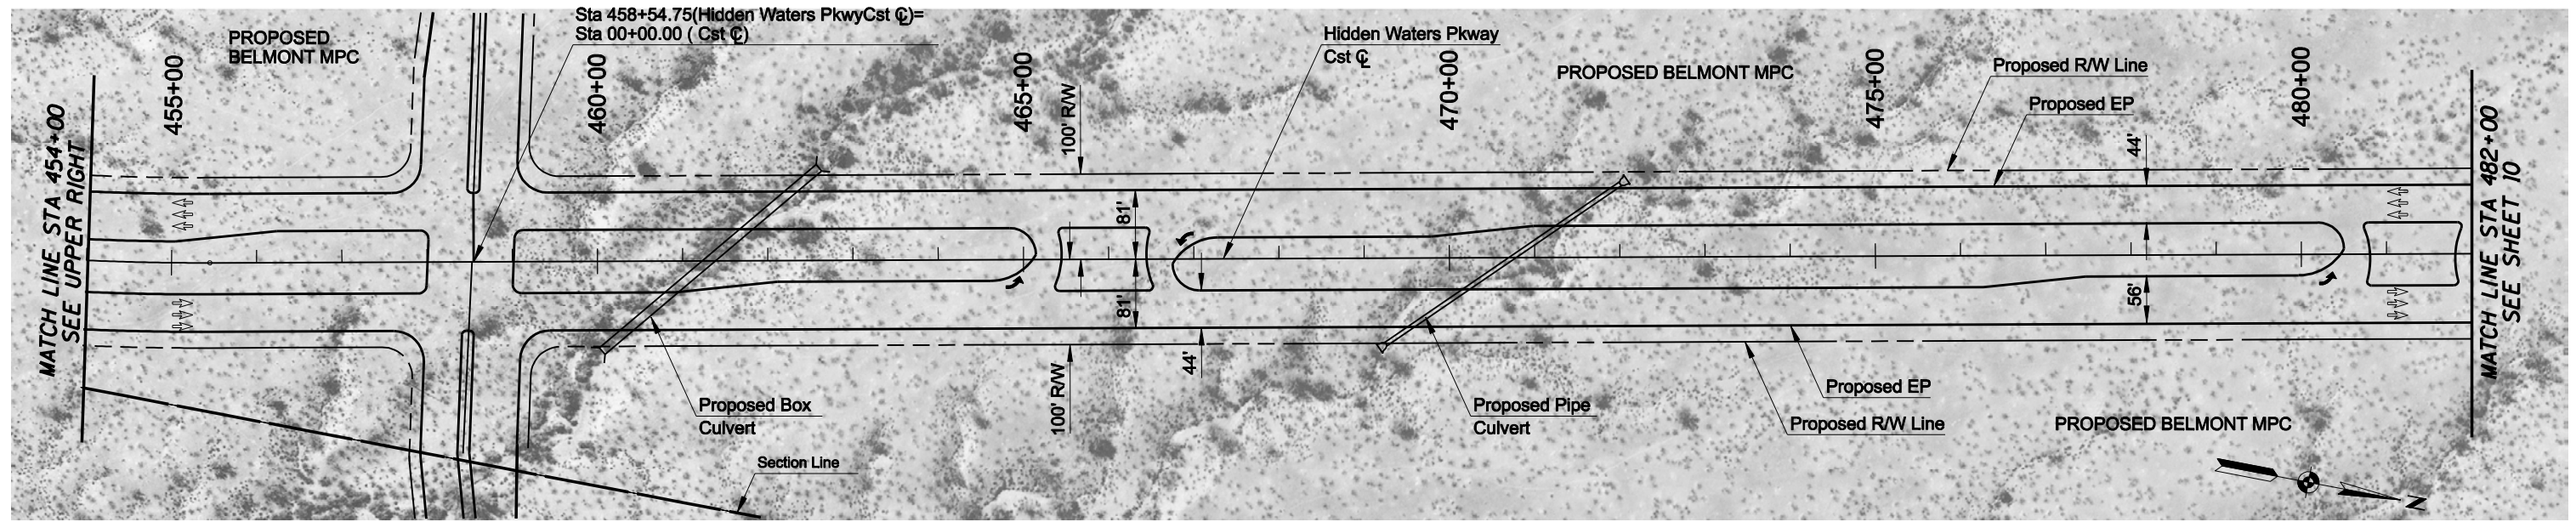 Sta 458+54.75(Hidden Waters PkwyCst ℄)=
Sta 00+00.00 ( Cst ℄)
PROPOSED
BELMONT MPC
455+00
460+00
465+00
470+00
475+00
480+00
Hidden Waters Pkway
Cst ℄
PROPOSED BELMONT MPC
Proposed R/W Line
Proposed EP
100' R/W
44'
MATCH LINE STA 454+00
SEE UPPER RIGHT
MATCH LINE STA 482+00
SEE SHEET 10
81'
81'
56'
44'
100' R/W
Proposed Box
Culvert
Proposed Pipe
Culvert
Proposed EP
Proposed R/W Line
PROPOSED BELMONT MPC
Section Line
N